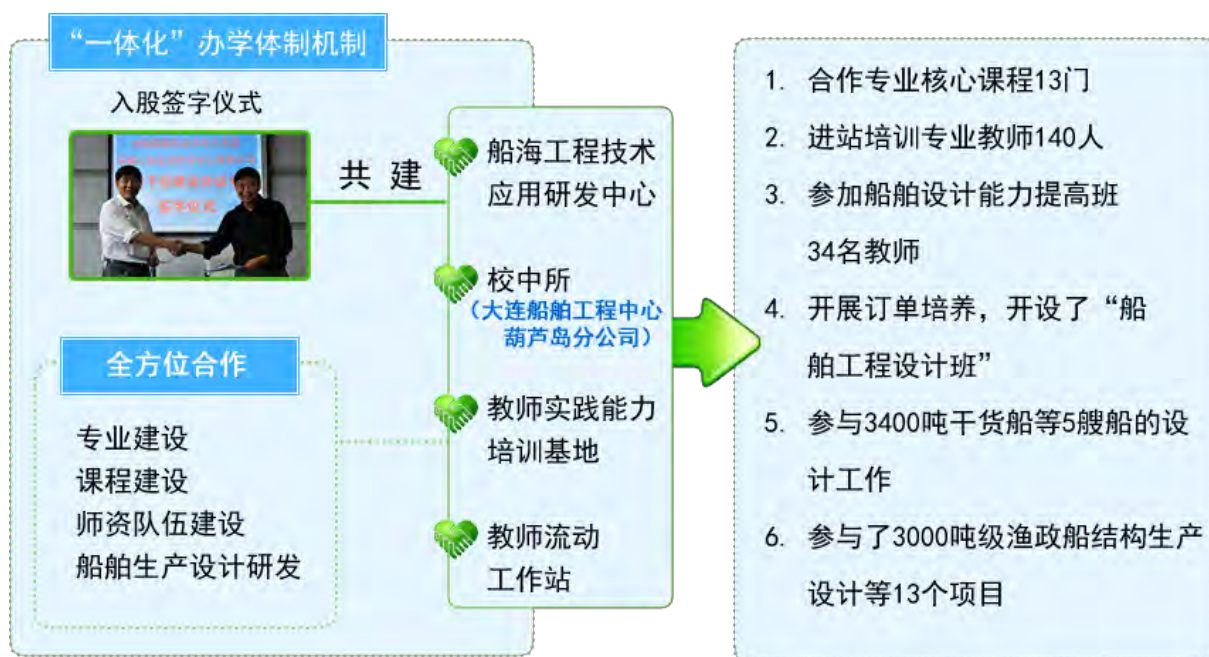 “一体化”办学体制机制
入股签字仪式
签字仪式
共建
船海工程技术
应用研发中心
校中所
（大连船舶工程中心
葫芦岛分公司）
教师实践能力
培训基地
教师流动
工作站
全方位合作
专业建设
课程建设
师资队伍建设
船舶生产设计研发
1. 合作专业核心课程13门
2. 进站培训专业教师140人
3. 参加船舶设计能力提高班
34名教师
4. 开展订单培养，开设了“船
舶工程设计班”
5. 参与3400吨干货船等5艘船的设
计工作
6. 参与了3000吨级渔政船结构生产
设计等13个项目